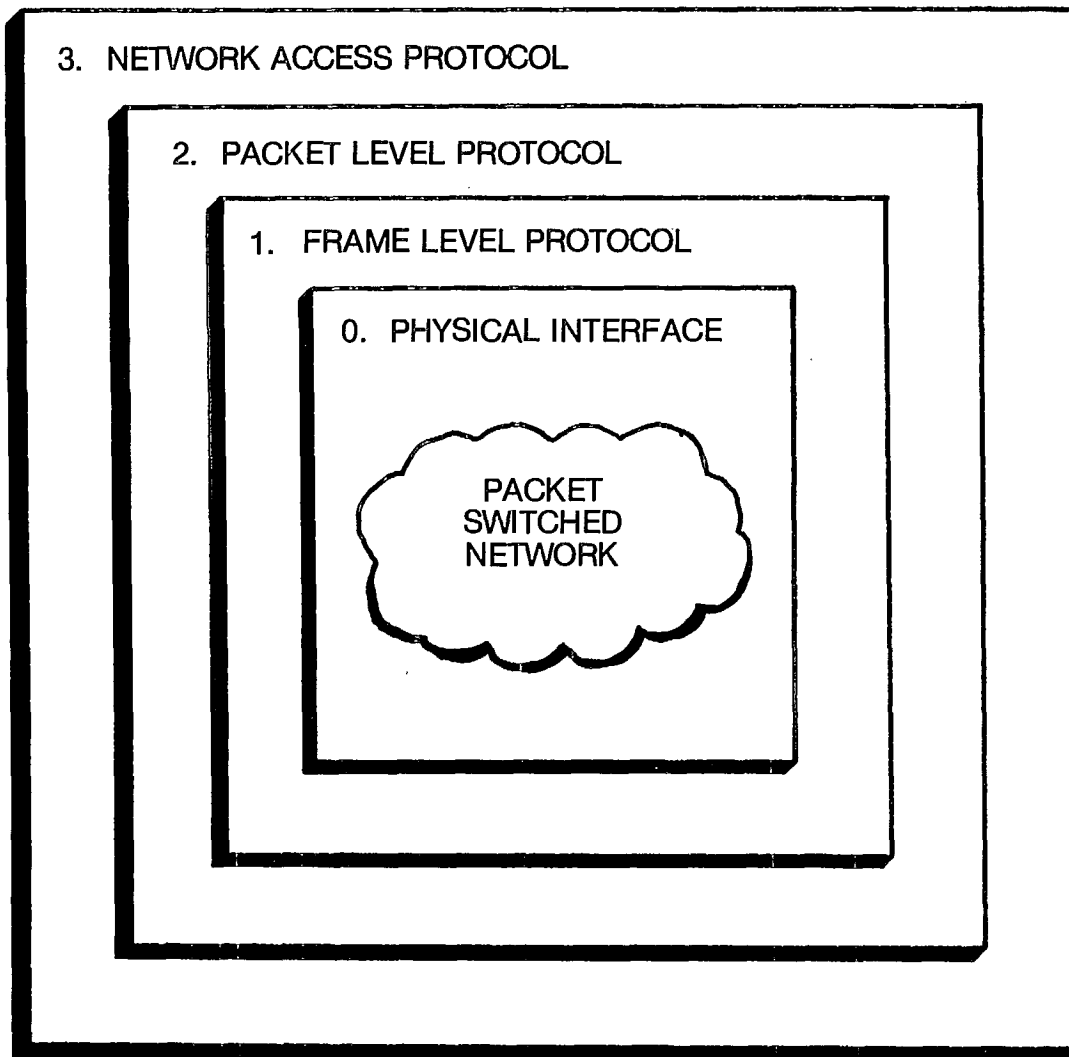 3. NETWORK ACCESS PROTOCOL
2. PACKET LEVEL PROTOCOL
1. FRAME LEVEL PROTOCOL
0. PHYSICAL INTERFACE
PACKET
SWITCHED
NETWORK